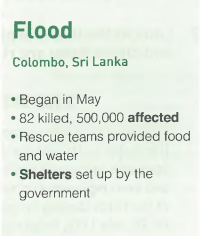 Flood
Colombo, Sri Lanka
• Began in May
• 82 killed, 500,000 affected
• Rescue teams provided food
and water
• Shelters set up by the
government